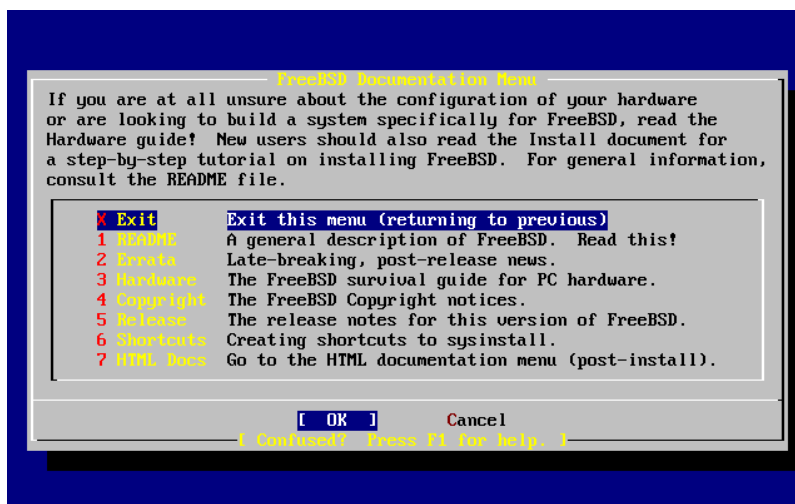 FreeBSD Documentation Menu
If you are at all unsure about the configuration of your hardware
or are looking to build a system specifically for FreeBSD, read the
Hardware guide!  New users should also read the Install document for
a step-by-step tutorial on installing FreeBSD.  For general information,
consult the README file.
X Exit       Exit this menu (returning to previous)
1 README     A general description of FreeBSD.  Read this!
2 Errata     Late-breaking, post-release news.
3 Hardware   The FreeBSD survival guide for PC hardware.
4 Copyright  The FreeBSD Copyright notices.
5 Release    The release notes for this version of FreeBSD.
6 Shortcuts  Creating shortcuts to sysinstall.
7 HTML Docs  Go to the HTML documentation menu (post-install).
[  OK  ]       Cancel
[ Confused?  Press F1 for help. ]